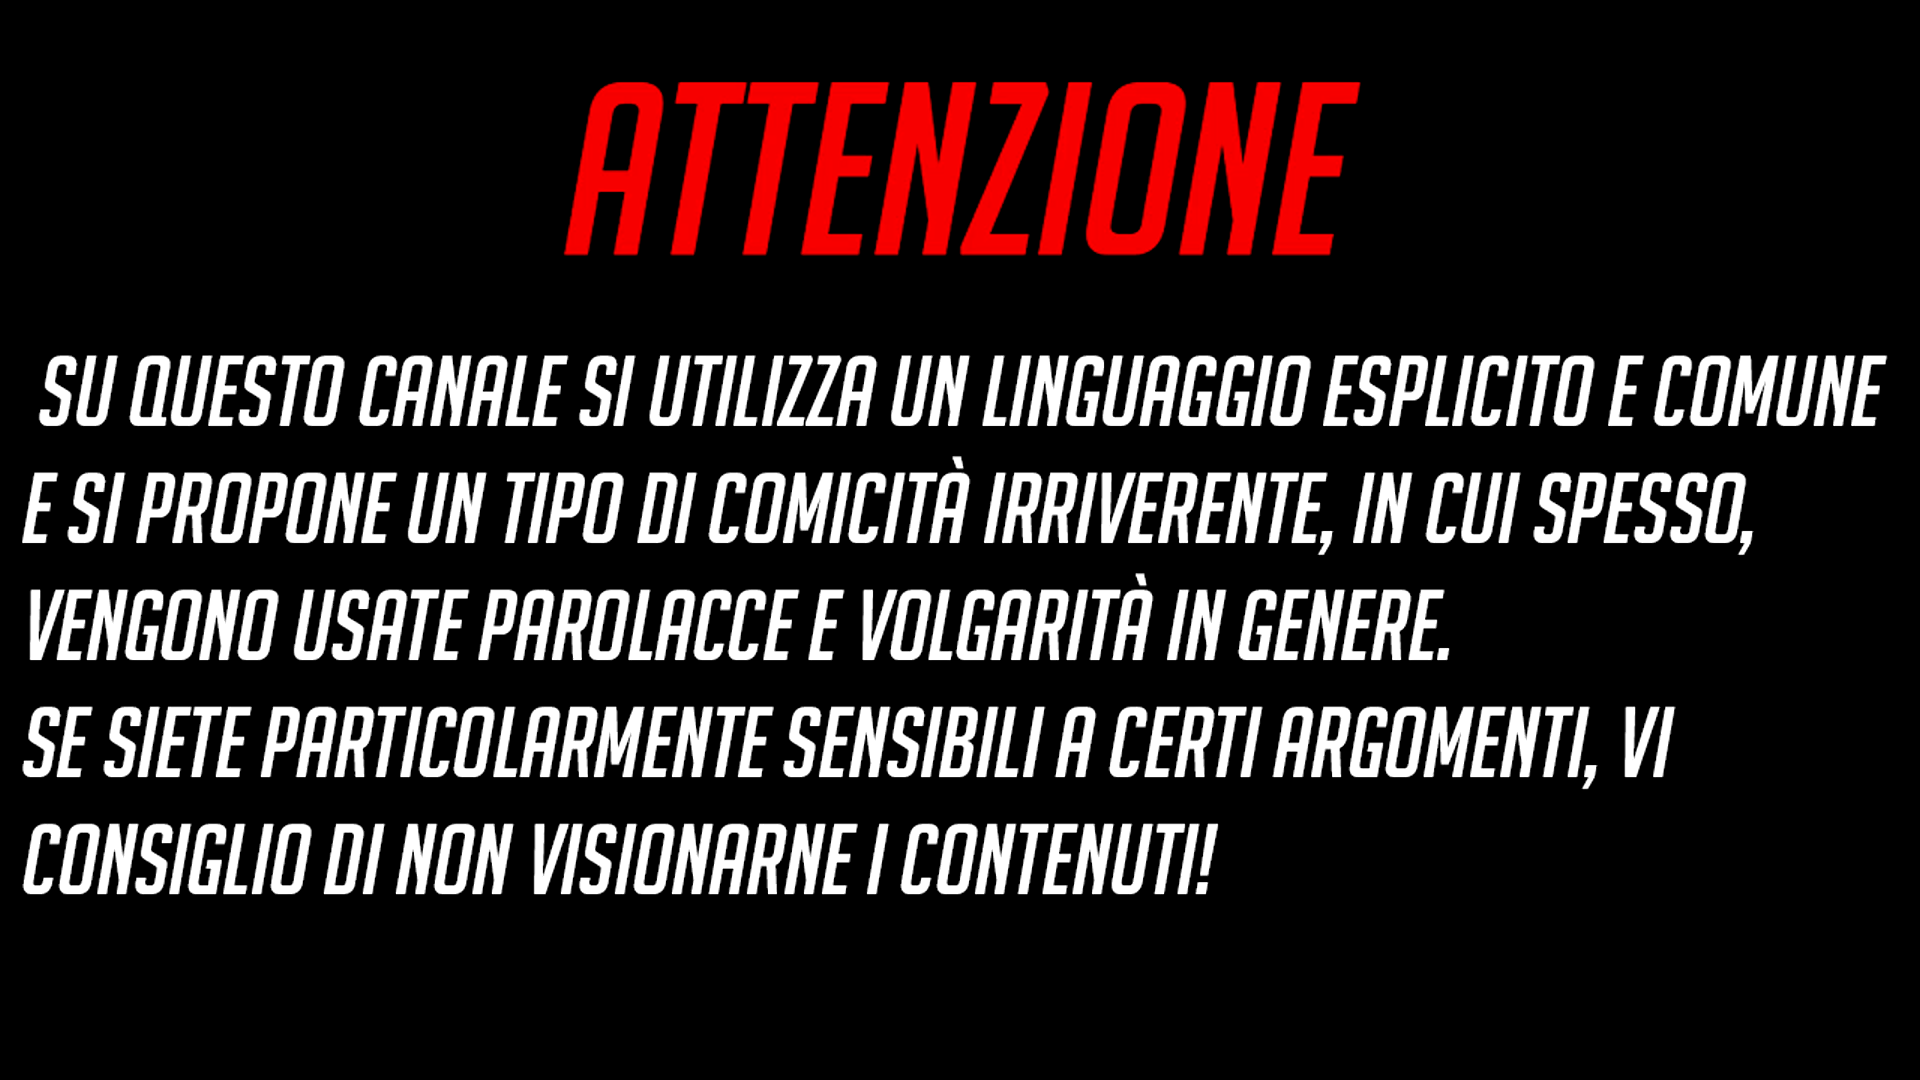 ATTENZIONE
SU QUESTO CANALE SI UTILIZZA UN LINGUAGGIO ESPLICITO E COMUNE
E SI PROPONE UN TIPO DI COMICITÀ IRRIVERENTE, IN CUI SPESSO,
VENGONO USATE PAROLACCE E VOLGARITÀ IN GENERE.
SE SIETE PARTICOLARMENTE SENSIBILI A CERTI ARGOMENTI, VI
CONSIGLIO DI NON VISIONARNE I CONTENUTI!